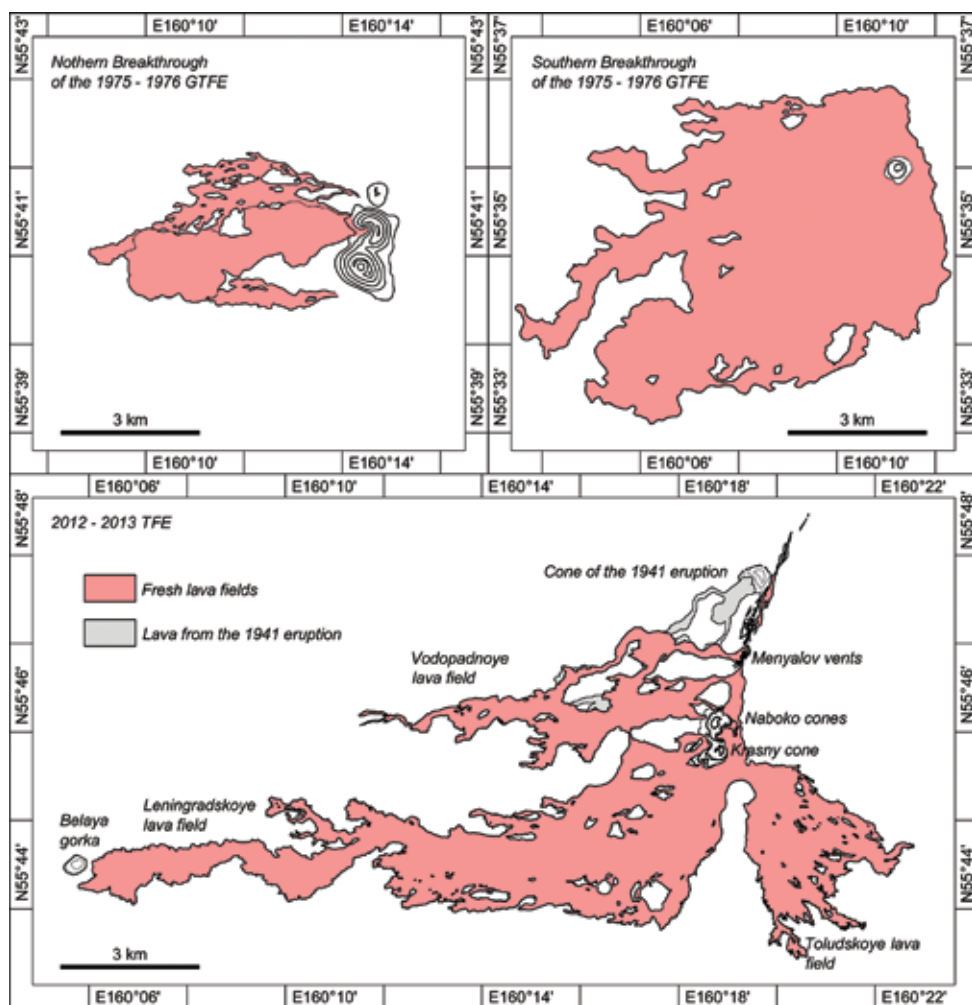 E160°10'
E160°14'
E160°06'
E160°10'
N55°43'
N55°43'
N55°37'
N55°37'
Nothern Breakthrough
of the 1975 - 1976 GTFE
Southern Breakthrough
of the 1975 - 1976 GTFE
N55°41'
N55°41"
N55°35'
N55°35'
N55°39'
N55°39'
N55°33'
N55°33'
3 km
3 km
E160°10'
E160°14'
E160°06'
E160°10'
E160°06'
E160°10'
E160°14'
E160°18'
E160°22'
N55°48'
N55°48'
2012 - 2013 TFE
Fresh lava fields
Lava from the 1941 eruption
Cone of the 1941 eruption
Vodopadnoye
lava field
Menyalov vents
N55°46'
N55°46'
Naboko cones
Krasny cone
Leningradskoye
lava field
Belaya
gorka
N55°44'
N55°44'
Toludskoye lava
field
3 km
E160°06'
E160°10'
E160°14'
E160°18'
E160°22'